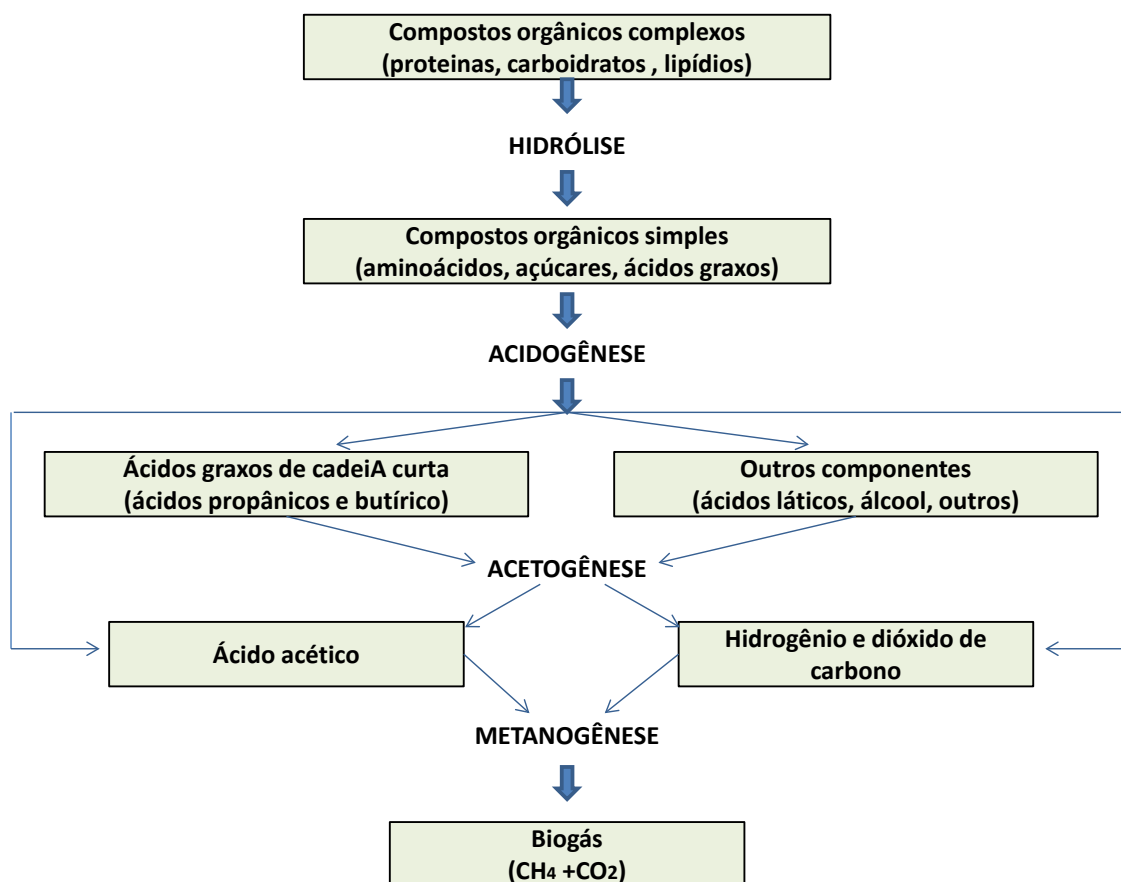 Compostos orgânicos complexos
(proteinas, carboidratos , lipídios)
HIDRÓLISE
Compostos orgânicos simples
(aminoácidos, açúcares, ácidos graxos)
ACIDOGÊNESE
Ácidos graxos de cadeiA curta
(ácidos propânicos e butírico)
Outros componentes
(ácidos láticos, álcool, outros)
ACETOGÊNESE
Ácido acético
Hidrogênio e dióxido de
carbono
METANOGÊNESE
Biogás
(CH4 +CO2)